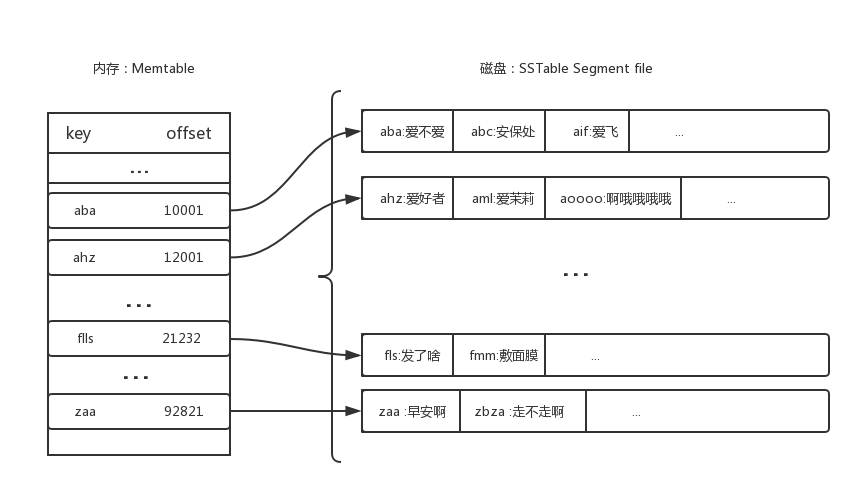 内存 : Memtable
磁盘 : SSTable Segment file
key offset
...
aba 10001
ahz 12001
...
flls 21232
...
zaa 92821
aba:爱不爱 abc:安保处 aif:爱飞 ...
ahz:爱好者 aml:爱茉莉 aoooo:啊哦哦哦哦 ...
...
fls:发了啥 fmm:敷面膜 ...
zaa :早安啊 zbza :走不走啊 ...